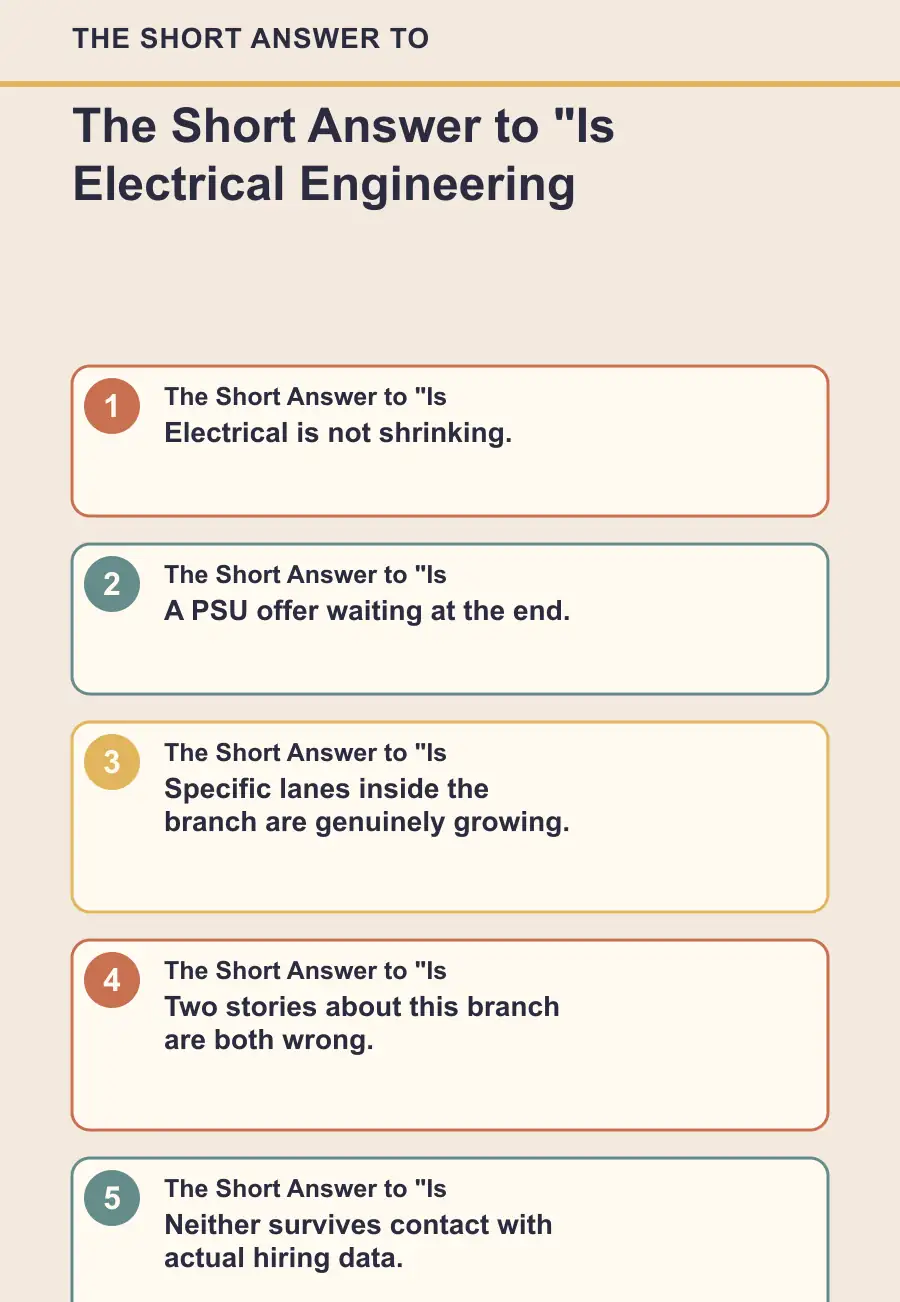 THE SHORT ANSWER TO
The Short Answer to "Is
Electrical Engineering
1
The Short Answer to "Is
Electrical is not shrinking.
2
The Short Answer to "Is
A PSU offer waiting at the end.
3
The Short Answer to "Is
Specific lanes inside the
branch are genuinely growing.
4
The Short Answer to "Is
Two stories about this branch
are both wrong.
5
The Short Answer to "Is
Neither survives contact with
actual hiring data.